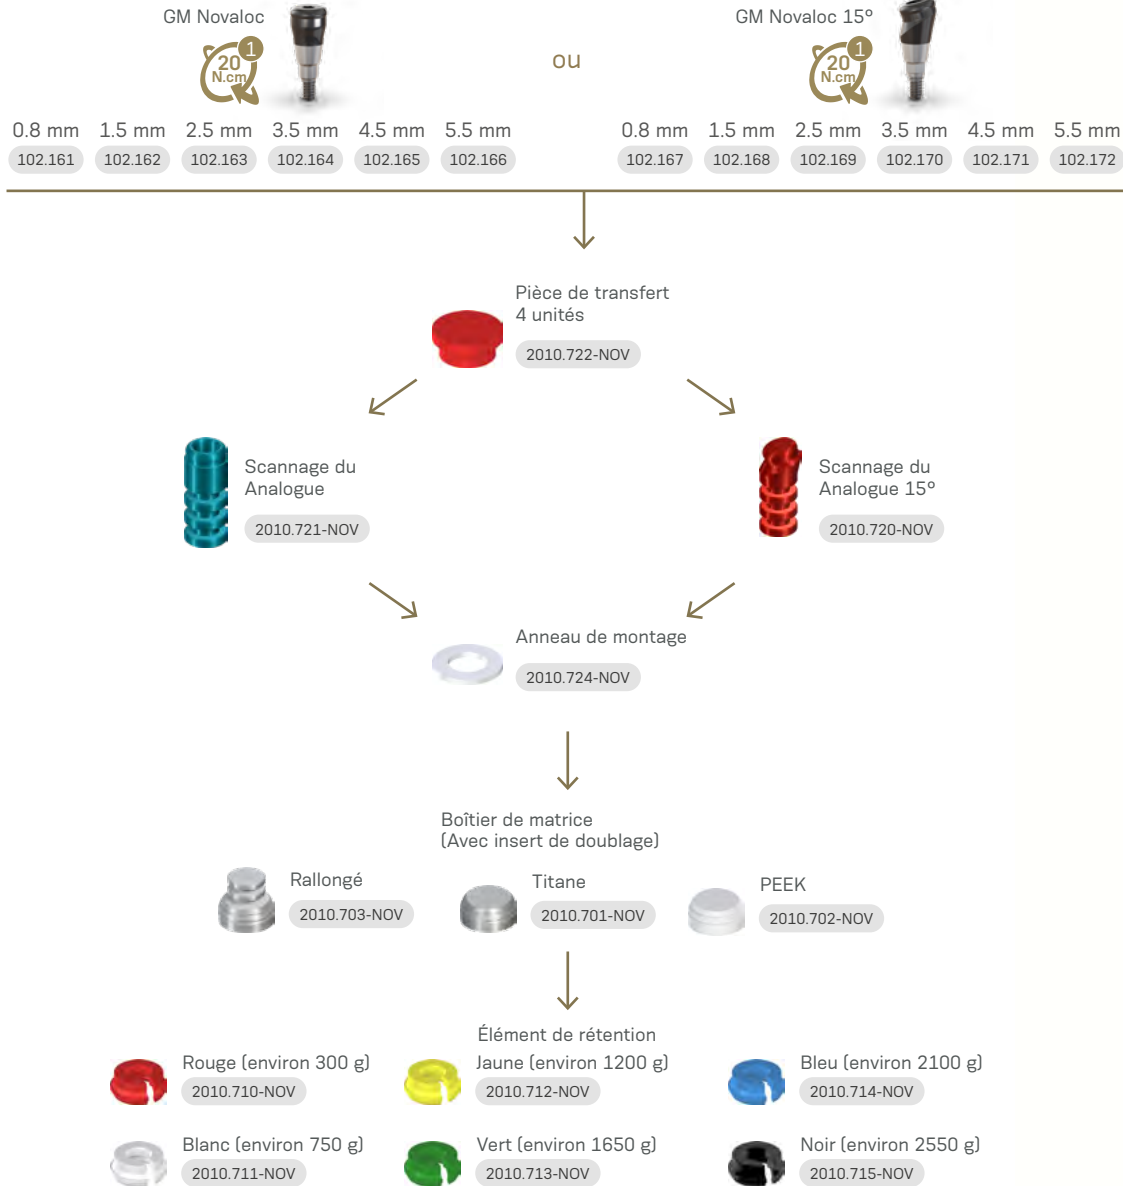 GM Novaloc
1
20
N.cm
ou
GM Novaloc 15°
1
20
N.cm
0.8 mm 1.5 mm 2.5 mm 3.5 mm 4.5 mm 5.5 mm
102.161 102.162 102.163 102.164 102.165 102.166
0.8 mm 1.5 mm 2.5 mm 3.5 mm 4.5 mm 5.5 mm
102.167 102.168 102.169 102.170 102.171 102.172
Pièce de transfert
4 unités
2010.722-NOV
Scannage du
Analogue
2010.721-NOV
Scannage du
Analogue 15°
2010.720-NOV
Anneau de montage
2010.724-NOV
Boîtier de matrice
(Avec insert de doublage)
Rallongé
2010.703-NOV
Titane
2010.701-NOV
PEEK
2010.702-NOV
Élément de rétention
Rouge (environ 300 g)
2010.710-NOV
Jaune (environ 1200 g)
2010.712-NOV
Bleu (environ 2100 g)
2010.714-NOV
Blanc (environ 750 g)
2010.711-NOV
Vert (environ 1650 g)
2010.713-NOV
Noir (environ 2550 g)
2010.715-NOV